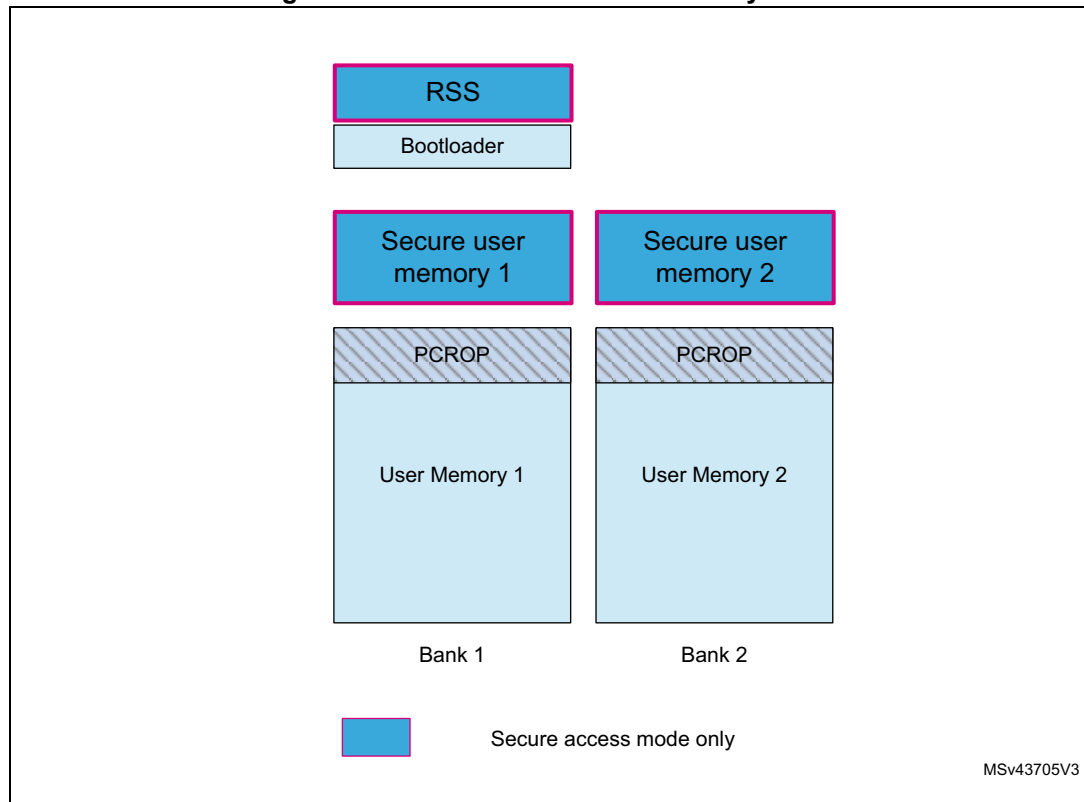 RSS
Bootloader
Secure user
memory 1
Secure user
memory 2
PCROP
PCROP
User Memory 1
User Memory 2
Bank 1
Bank 2
Secure access mode only
MSv43705V3